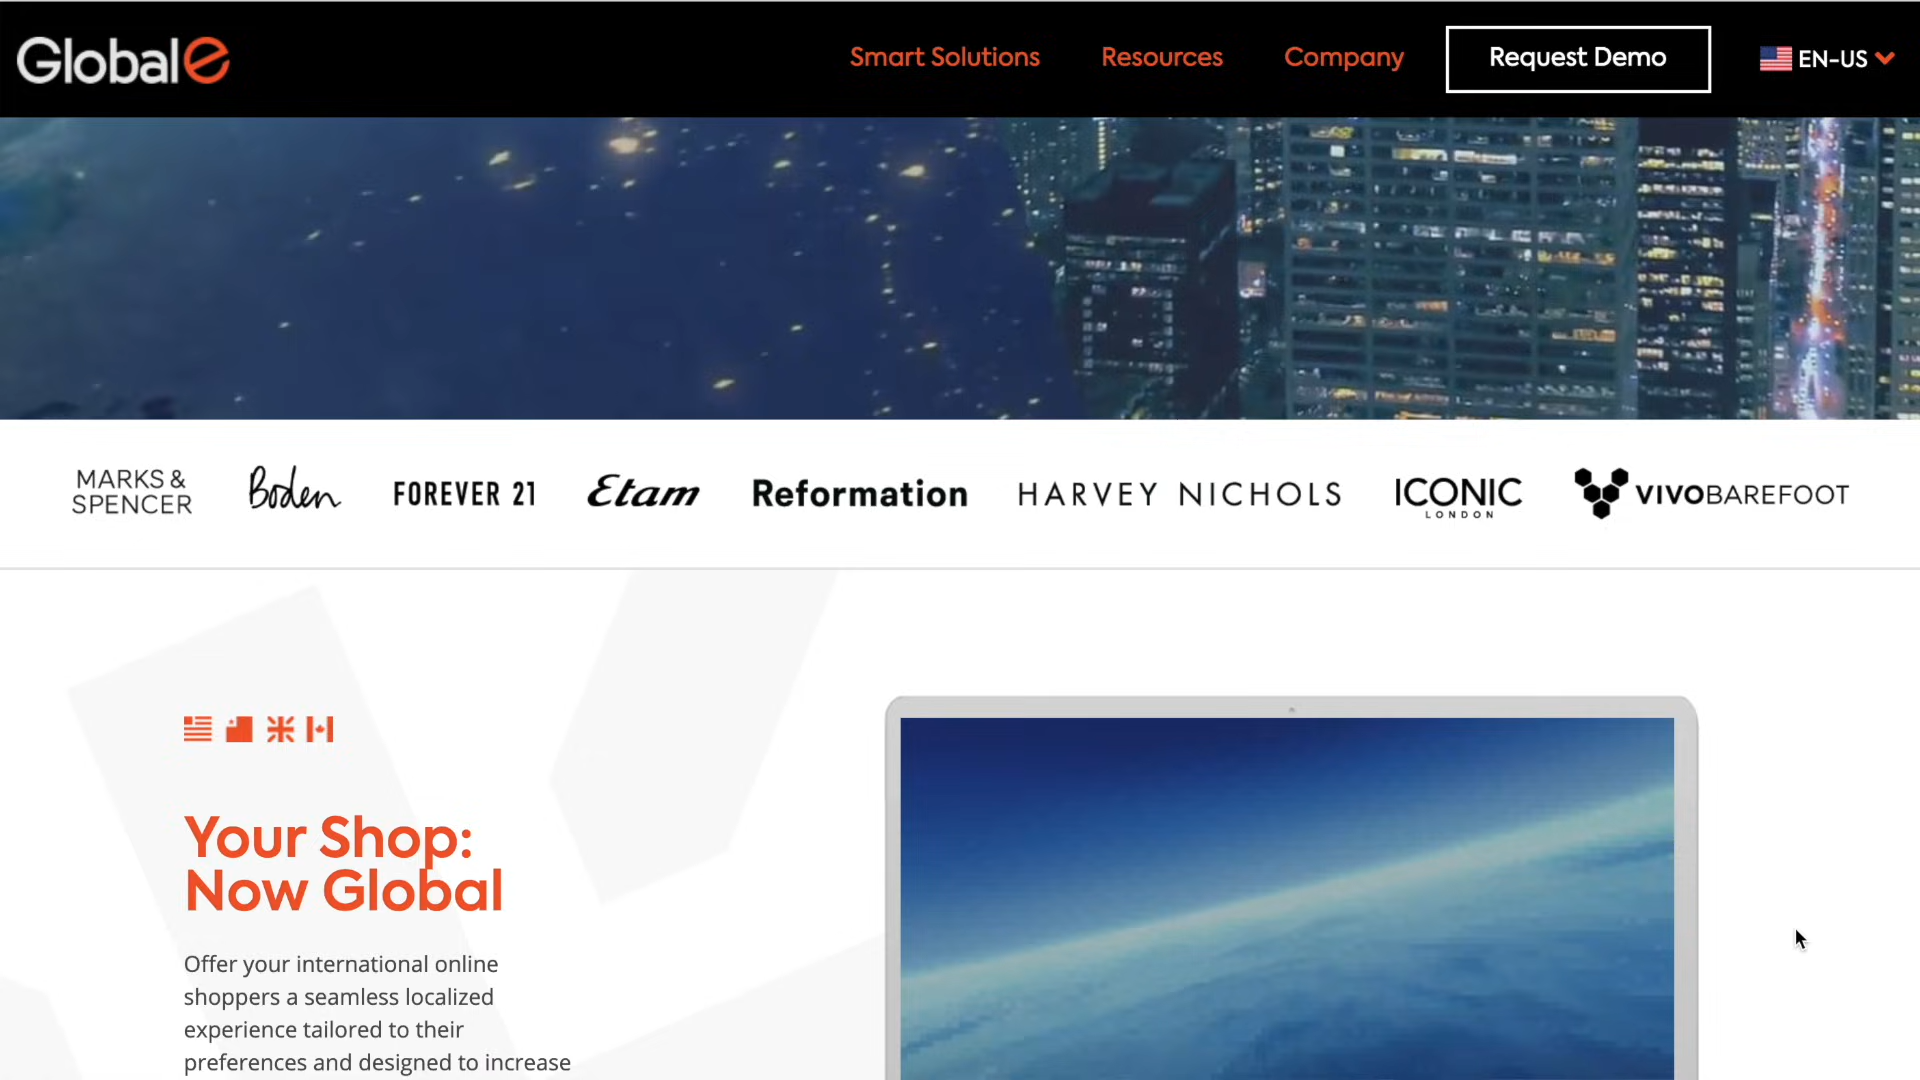 Globale
Smart Solutions
Resources
Company
Request Demo
EN-US
MARKS &
SPENCER
Boden
FOREVER 21
Etam
Reformation
HARVEY NICHOLS
ICONIC
LONDON
VIVOBAREFOOT
Your Shop:
Now Global
Offer your international online
shoppers a seamless localized
experience tailored to their
preferences and designed to increase